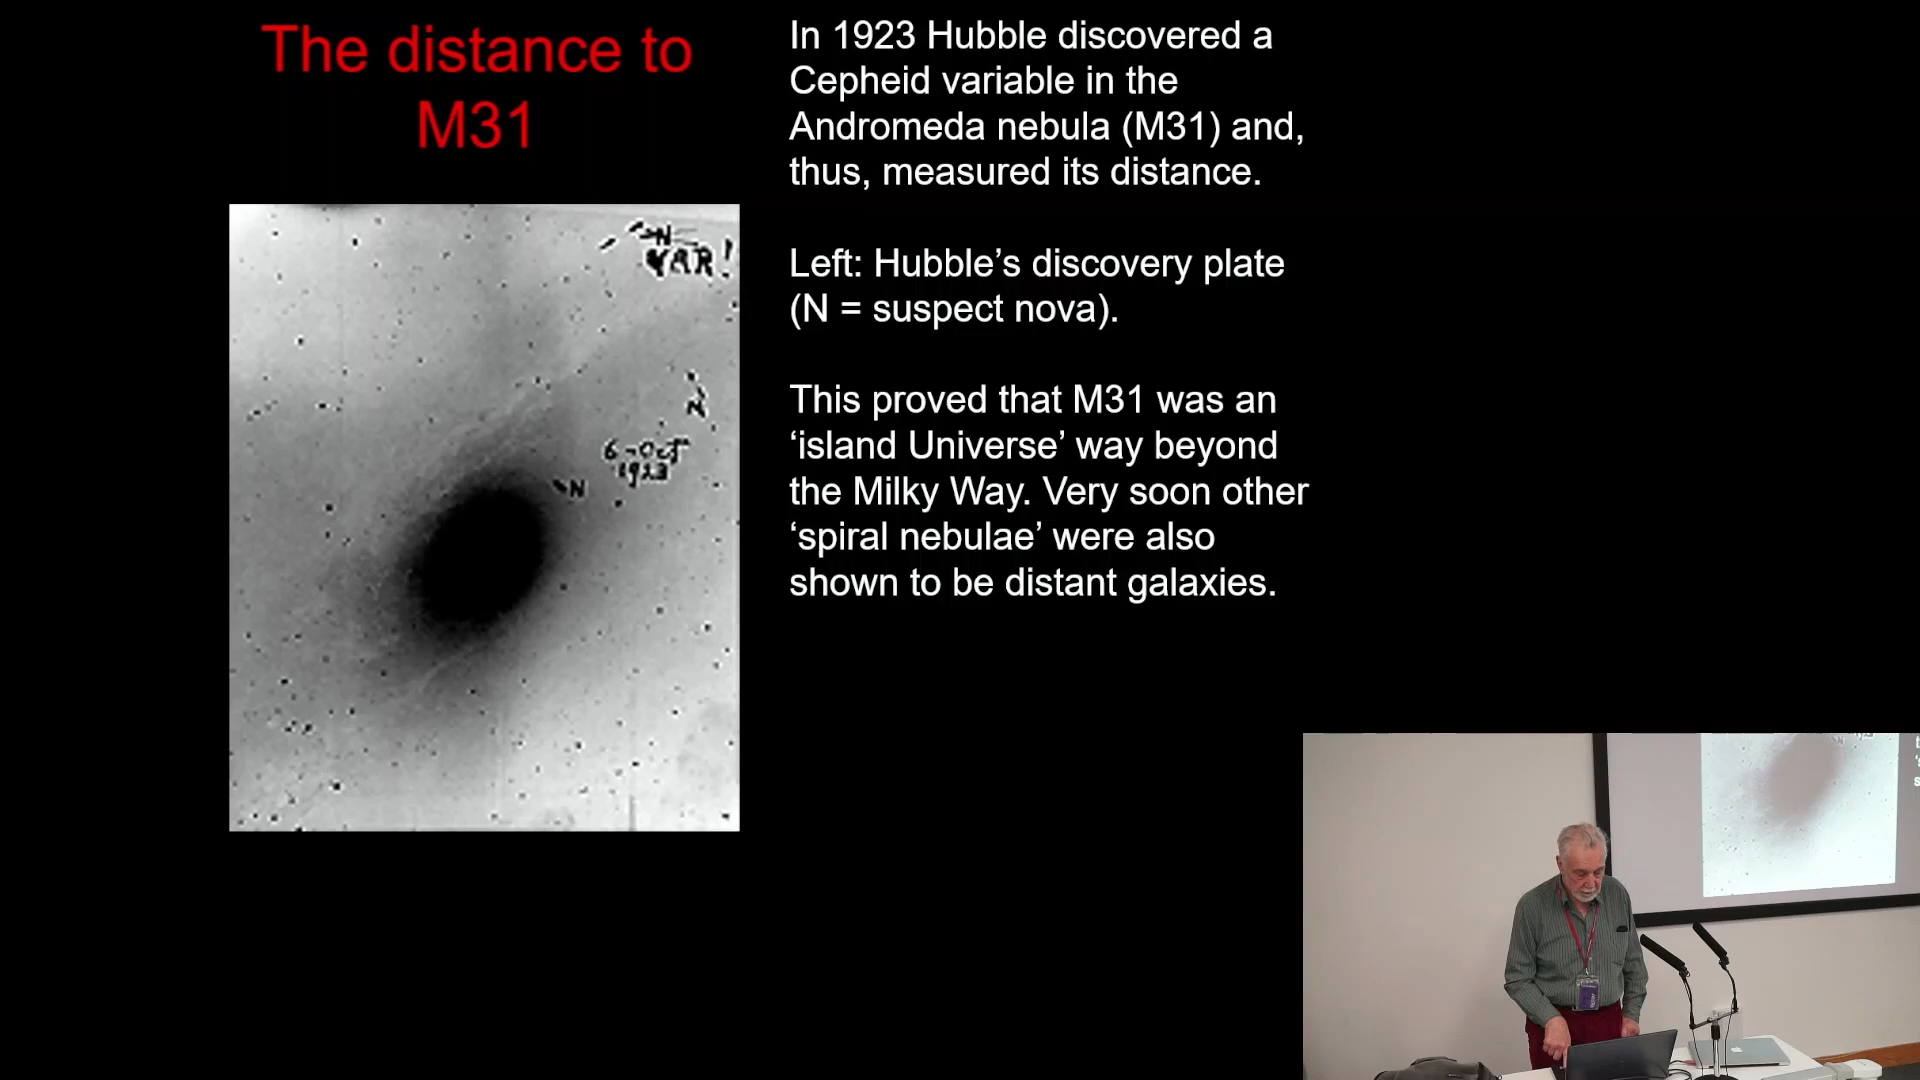 The distance to
M31
In 1923 Hubble discovered a
Cepheid variable in the
Andromeda nebula (M31) and,
thus, measured its distance.
Left: Hubble’s discovery plate
(N = suspect nova).
This proved that M31 was an
‘island Universe’ way beyond
the Milky Way. Very soon other
‘spiral nebulae’ were also
shown to be distant galaxies.
N
VAR!
N
6-Oct
1923
N